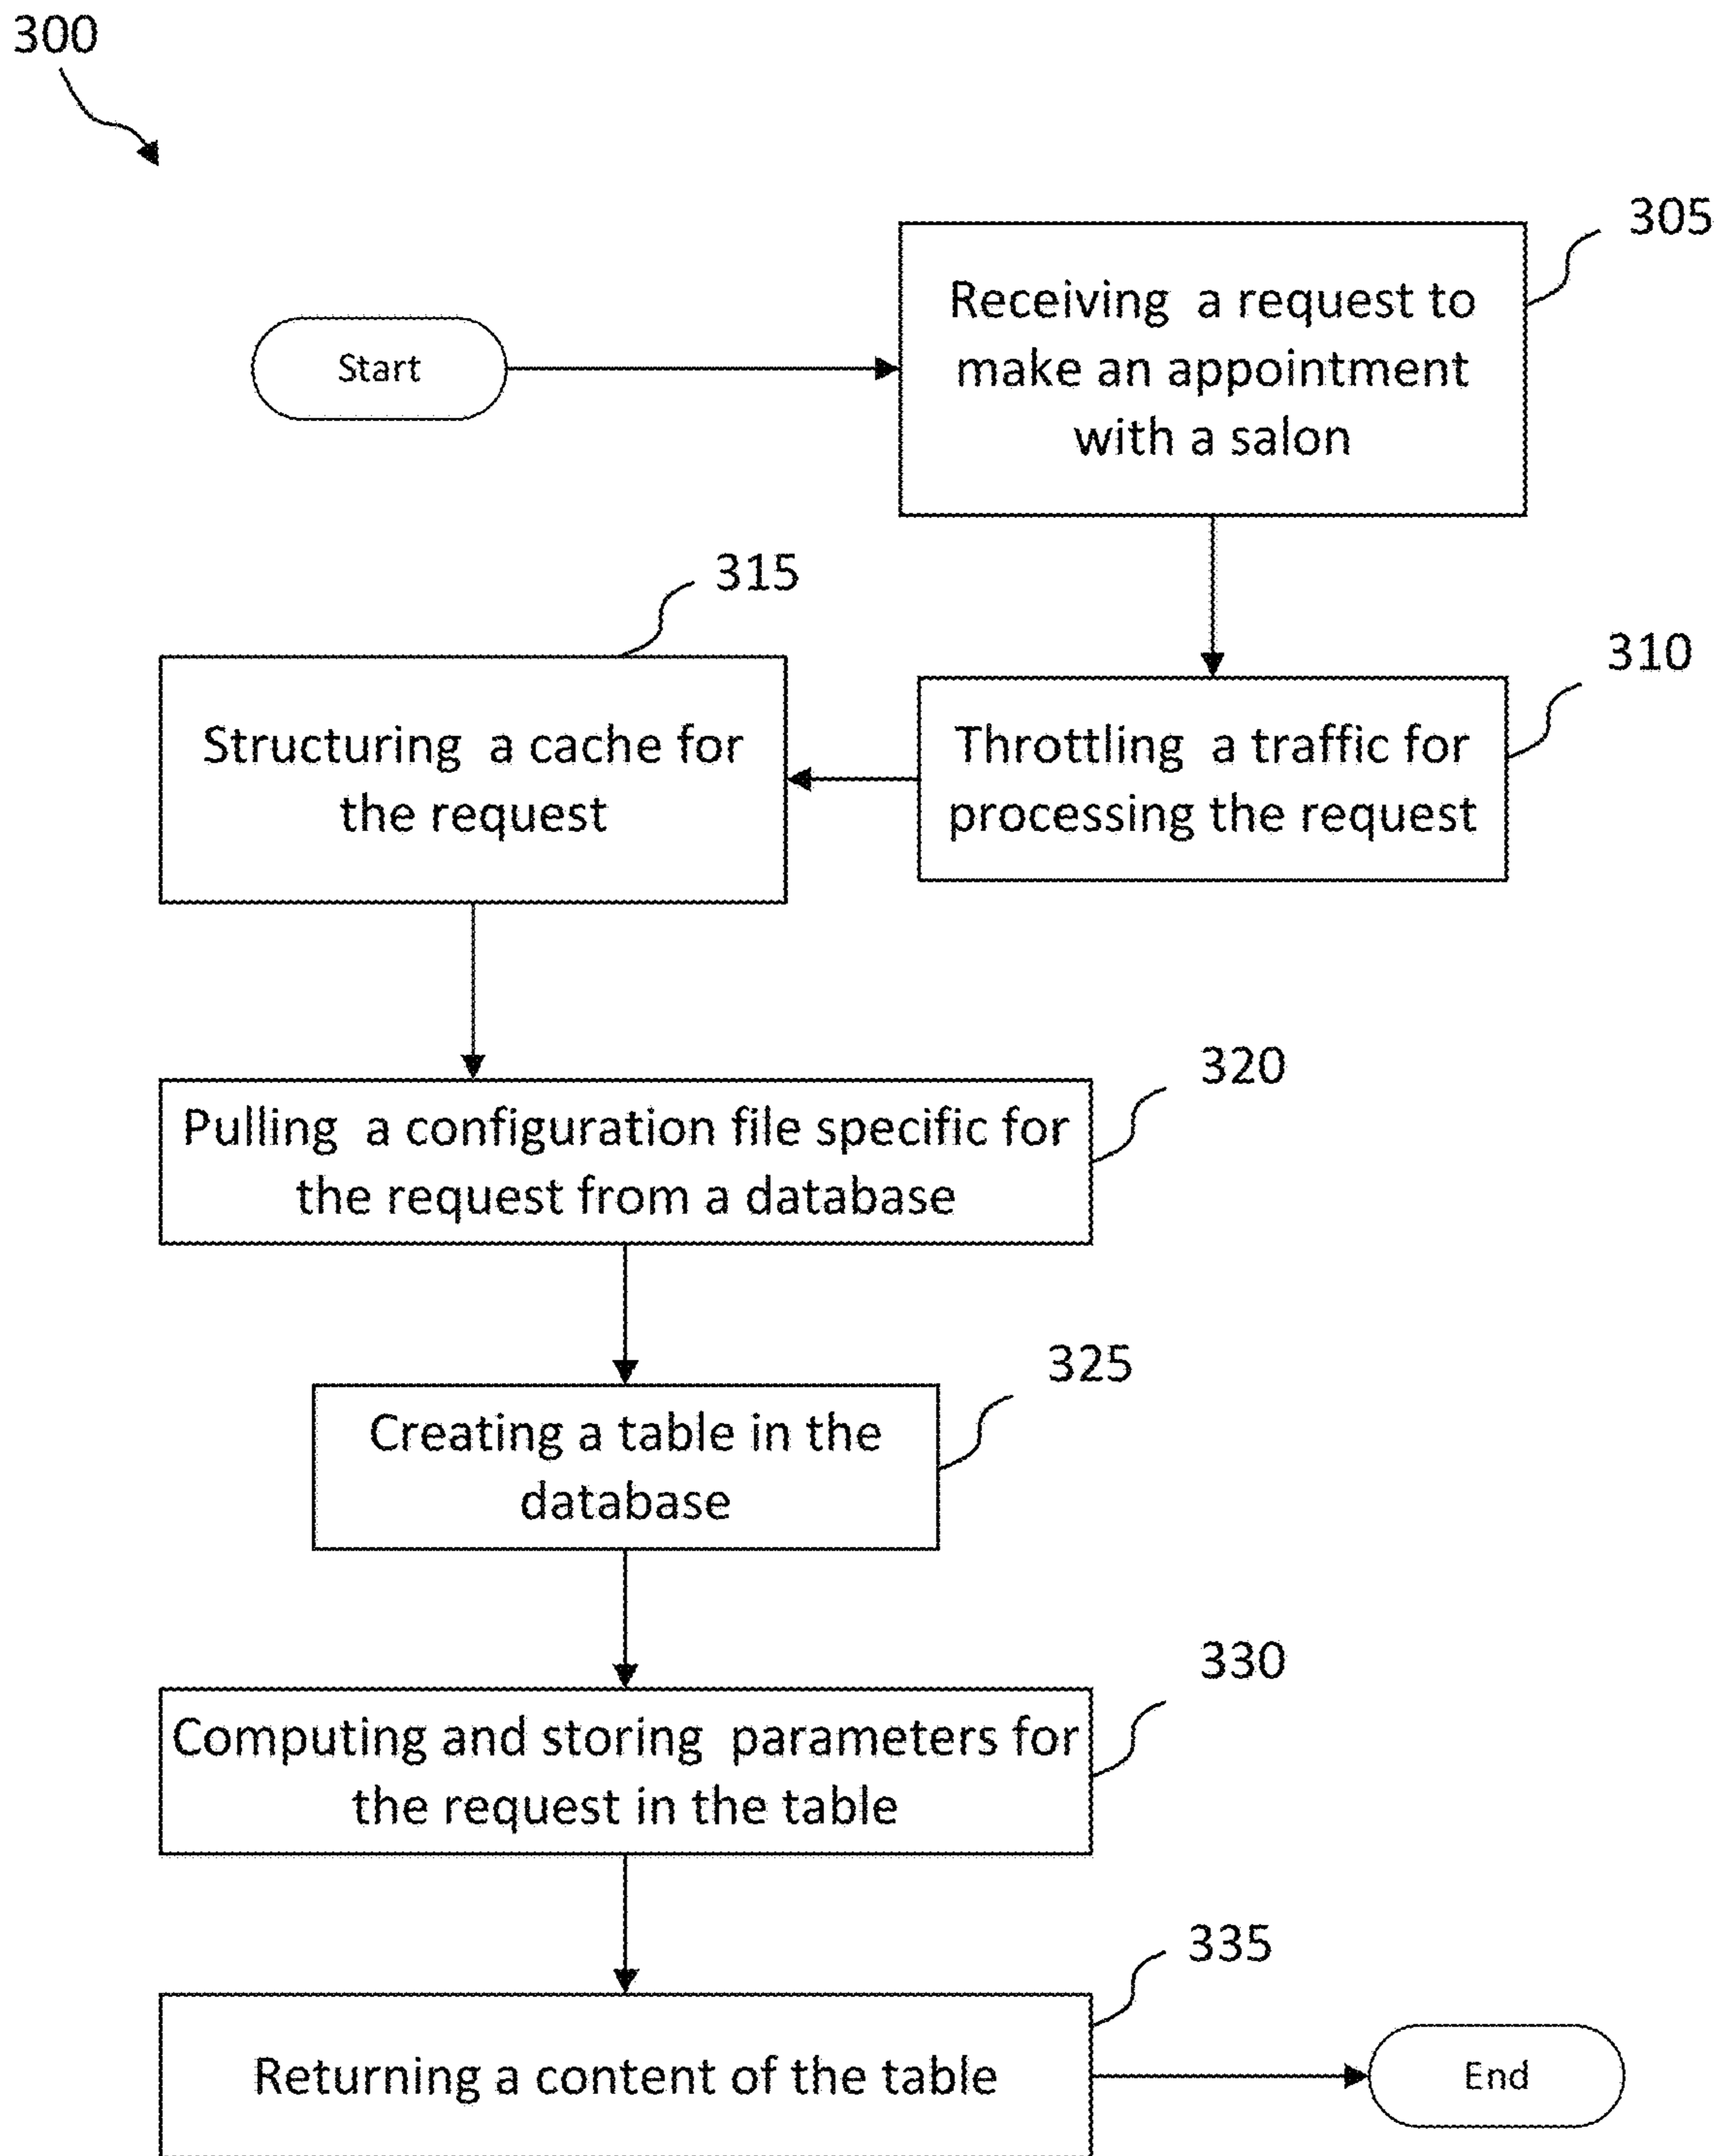 300
305
Receiving a request to
make an appointment
with a salon
Start
315
310
Structuring a cache for
the request
Throttling a traffic for
processing the request
320
Pulling a configuration file specific for
the request from a database
325
Creating a table in the
database
330
Computing and storing parameters for
the request in the table
335
Returning a content of the table
End